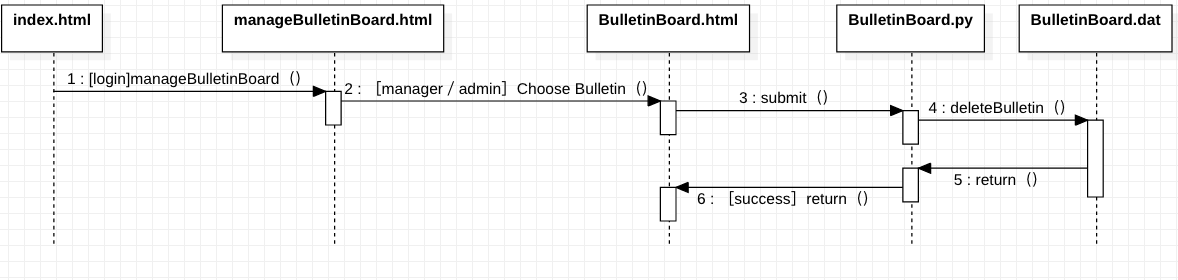 index.html
manageBulletinBoard.html
BulletinBoard.html
BulletinBoard.py
BulletinBoard.dat
1 : [login]manageBulletinBoard（）
2 : ［manager / admin］Choose Bulletin（）
3 : submit（）
4 : deleteBulletin（）
5 : return（）
6 : ［success］return（）